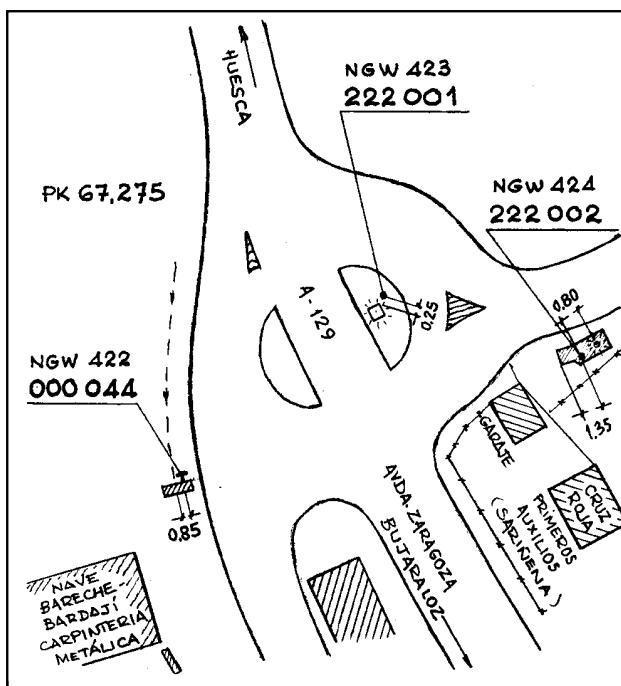 HUESCA
NGW 423
222 001
PK 67,275
NGW 424
222 002
A-129
0.25
0.80
NGW 422
000 044
1.35
GARAJE
0.85
CRUZ
ROJA
PRIMEROS
AUXILIOS
(SARIÑENA)
AVDA. ZARAGOZA
BUJARALOZ
NAVE
BARECHE-
BARDAJÍ
CARPINTERIA
METÁLICA